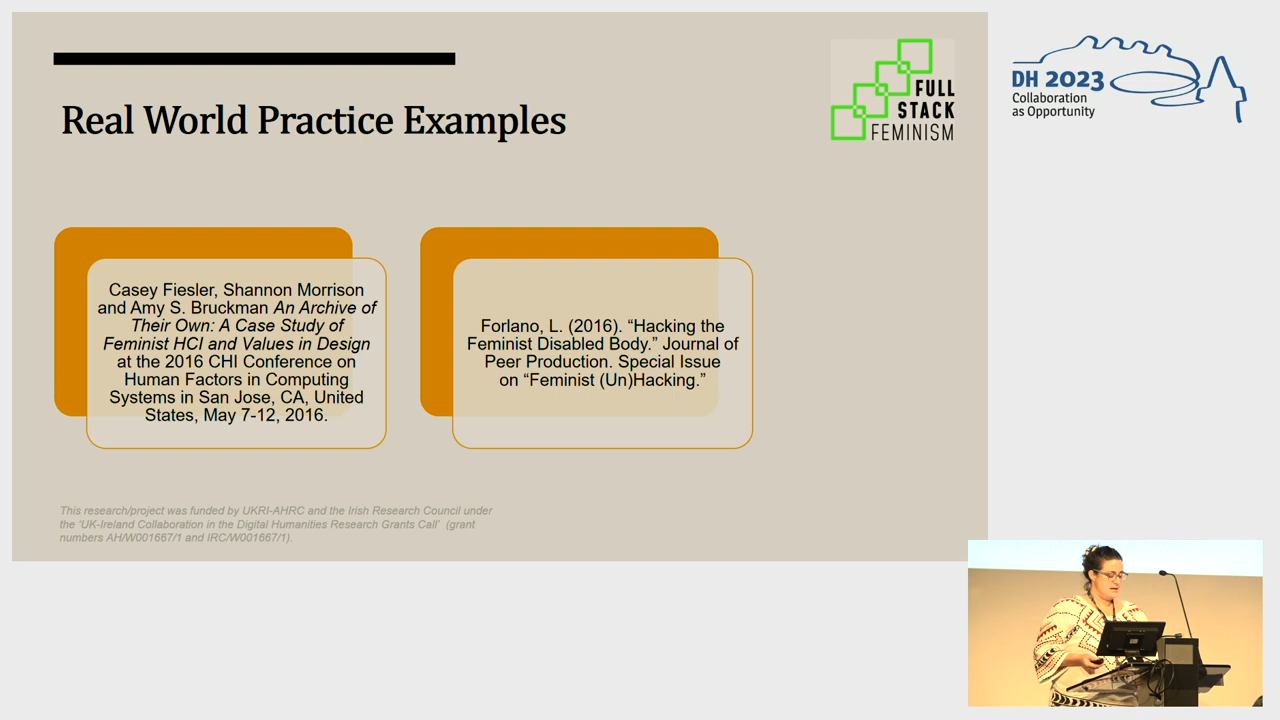 Real World Practice Examples
FULL
STACK
FEMINISM
DH 2023
Collaboration
as Opportunity
Casey Fiesler, Shannon Morrison
and Amy S. Bruckman An Archive of
Their Own: A Case Study of
Feminist HCI and Values in Design
at the 2016 CHI Conference on
Human Factors in Computing
Systems in San Jose, CA, United
States, May 7-12, 2016.
Forlano, L. (2016). “Hacking the
Feminist Disabled Body.” Journal of
Peer Production. Special Issue
on “Feminist (Un)Hacking.”
This research/project was funded by UKRI-AHRC and the Irish Research Council under
the ‘UK-Ireland Collaboration in the Digital Humanities Research Grants Call’ (grant
numbers AH/W001667/1 and IRC/W001667/1).